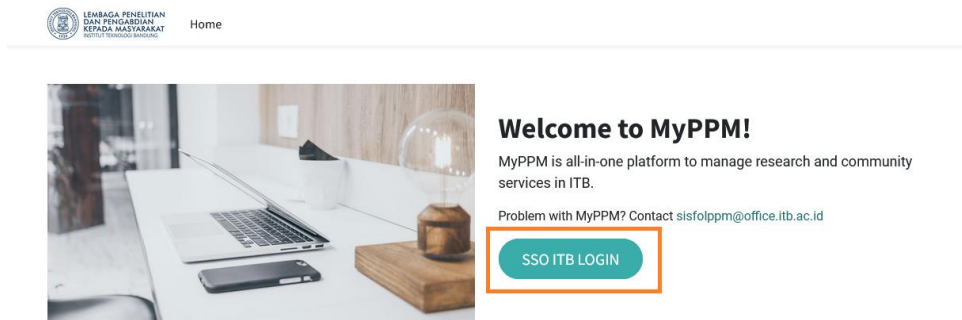 LEMBAGA PENELITIAN
DAN PENGABDIAN
KEPADA MASYARAKAT
INSTITUT TEKNOLOGI BANDUNG
Home
Welcome to MyPPM!
MyPPM is all-in-one platform to manage research and community
services in ITB.
Problem with MyPPM? Contact sisfolppm@office.itb.ac.id
SSO ITB LOGIN